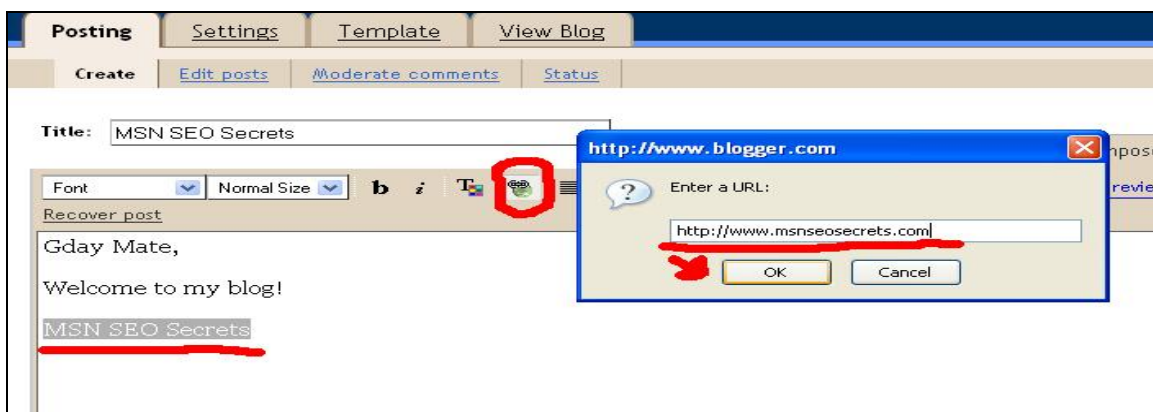 Posting Settings Template View Blog
Create Edit posts Moderate comments Status
Title: MSN SEO Secrets
http://www.blogger.com
Enter a URL:
http://www.msnseosecrets.com
OK Cancel
Font Normal Size b i T
Recover post
Gday Mate,
Welcome to my blog!
MSN SEO Secrets